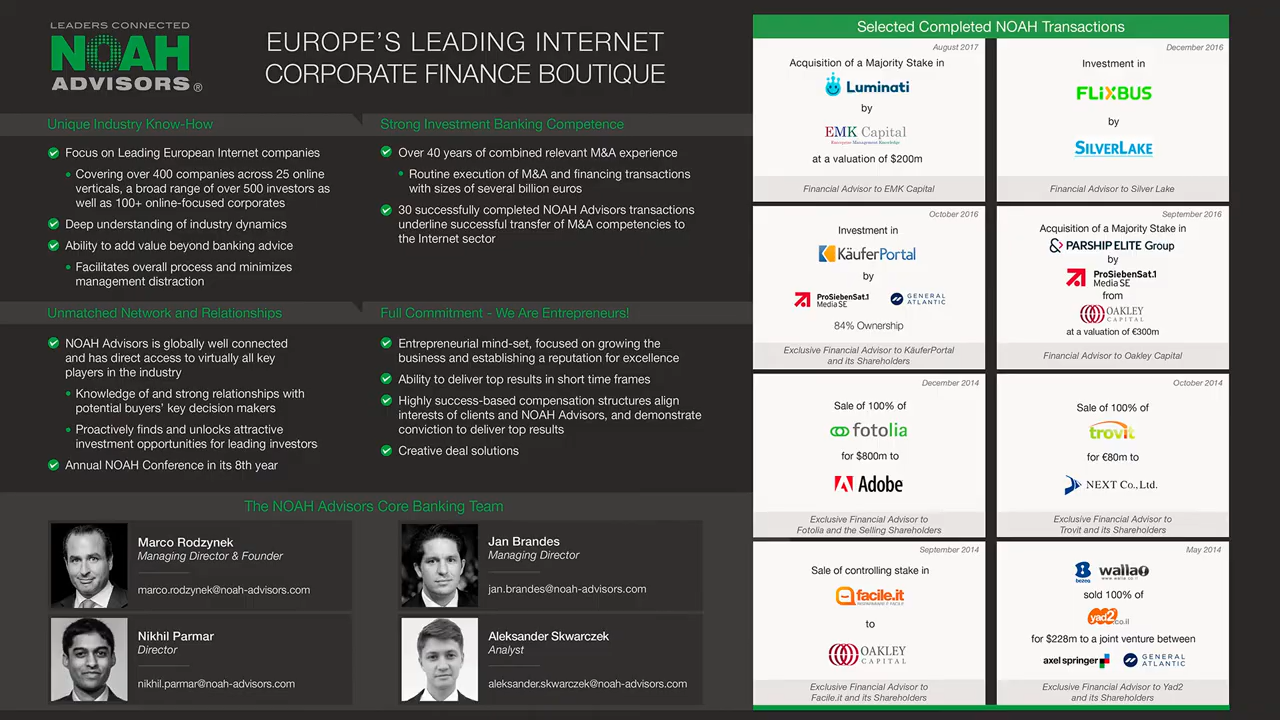 LEADERS CONNECTED
NOAH
ADVISORS®
EUROPE'S LEADING INTERNET
CORPORATE FINANCE BOUTIQUE
Unique Industry Know-How
Focus on Leading European Internet companies
• Covering over 400 companies across 25 online
verticals, a broad range of over 500 investors as
well as 100+ online-focused corporates
Deep understanding of industry dynamics
Ability to add value beyond banking advice
• Facilitates overall process and minimizes
management distraction
Strong Investment Banking Competence
Over 40 years of combined relevant M&A experience
• Routine execution of M&A and financing transactions
with sizes of several billion euros
30 successfully completed NOAH Advisors transactions
underline successful transfer of M&A competencies to
the Internet sector
Unmatched Network and Relationships
NOAH Advisors is globally well connected
and has direct access to virtually all key
players in the industry
• Knowledge of and strong relationships with
potential buyers' key decision makers
• Proactively finds and unlocks attractive
investment opportunities for leading investors
Annual NOAH Conference in its 8th year
Full Commitment - We Are Entrepreneurs!
Entrepreneurial mind-set, focused on growing the
business and establishing a reputation for excellence
Ability to deliver top results in short time frames
Highly success-based compensation structures align
interests of clients and NOAH Advisors, and demonstrate
conviction to deliver top results
Creative deal solutions
The NOAH Advisors Core Banking Team
Marco Rodzynek
Managing Director & Founder
marco.rodzynek@noah-advisors.com
Jan Brandes
Managing Director
jan.brandes@noah-advisors.com
Nikhil Parmar
Director
nikhil.parmar@noah-advisors.com
Aleksander Skwarczek
Analyst
aleksander.skwarczek@noah-advisors.com
Selected Completed NOAH Transactions
August 2017
Acquisition of a Majority Stake in
Luminati
by
EMK Capital
Enterprise Management Knowledge
at a valuation of $200m
Financial Advisor to EMK Capital
December 2016
Investment in
FLiXBUS
by
SILVERLAKE
Financial Advisor to Silver Lake
October 2016
Investment in
KäuferPortal
by
ProSiebenSat.1
Media SE
GENERAL
ATLANTIC
84% Ownership
Exclusive Financial Advisor to KäuferPortal
and its Shareholders
September 2016
Acquisition of a Majority Stake in
PARSHIP ELITE Group
by
ProSiebenSat.1
Media SE
from
OAKLEY
CAPITAL
at a valuation of €300m
Financial Advisor to Oakley Capital
December 2014
Sale of 100% of
fotolia
for $800m to
Adobe
Exclusive Financial Advisor to
Fotolia and the Selling Shareholders
October 2014
Sale of 100% of
trovit
for €80m to
NEXT Co., Ltd.
Exclusive Financial Advisor to
Trovit and its Shareholders
September 2014
Sale of controlling stake in
facile.it
RISPARMIARE È FACILE
to
OAKLEY
CAPITAL
Exclusive Financial Advisor to
Facile.it and its Shareholders
May 2014
bezeq
walla!
www.walla.co.il
sold 100% of
yad2
co.il
for $228m to a joint venture between
axel springer
GENERAL
ATLANTIC
Exclusive Financial Advisor to Yad2
and its Shareholders